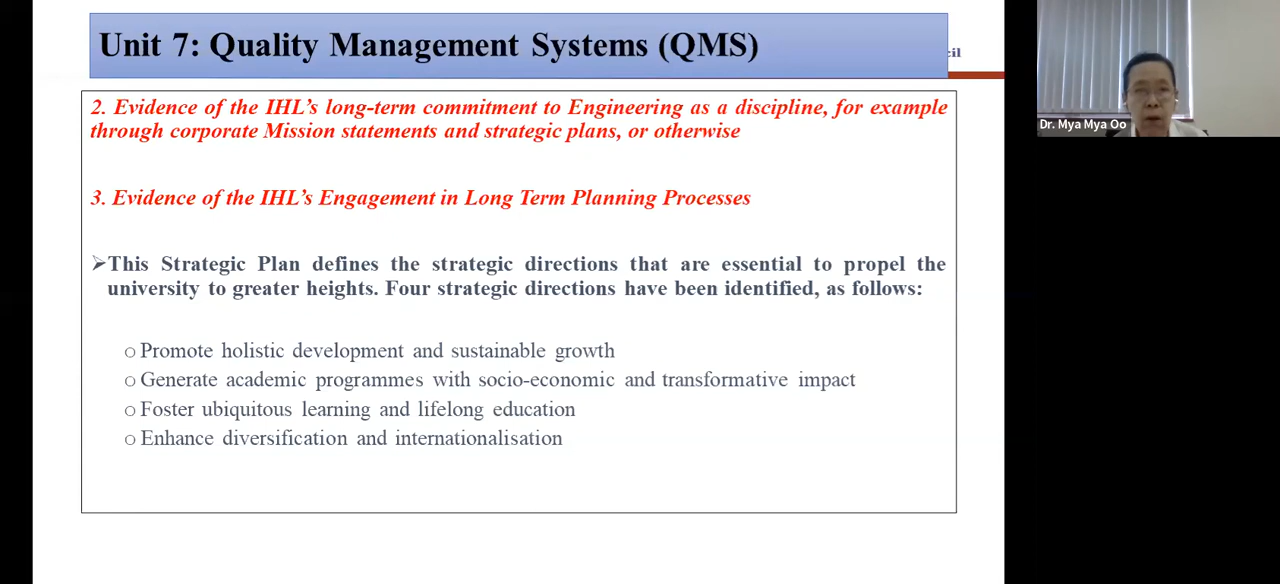 Unit 7: Quality Management Systems (QMS)
cil
2. Evidence of the IHL's long-term commitment to Engineering as a discipline, for example
through corporate Mission statements and strategic plans, or otherwise
3. Evidence of the IHL's Engagement in Long Term Planning Processes
➢This Strategic Plan defines the strategic directions that are essential to propel the
university to greater heights. Four strategic directions have been identified, as follows:
o Promote holistic development and sustainable growth
o Generate academic programmes with socio-economic and transformative impact
o Foster ubiquitous learning and lifelong education
o Enhance diversification and internationalisation
Dr. Mya Mya Oo